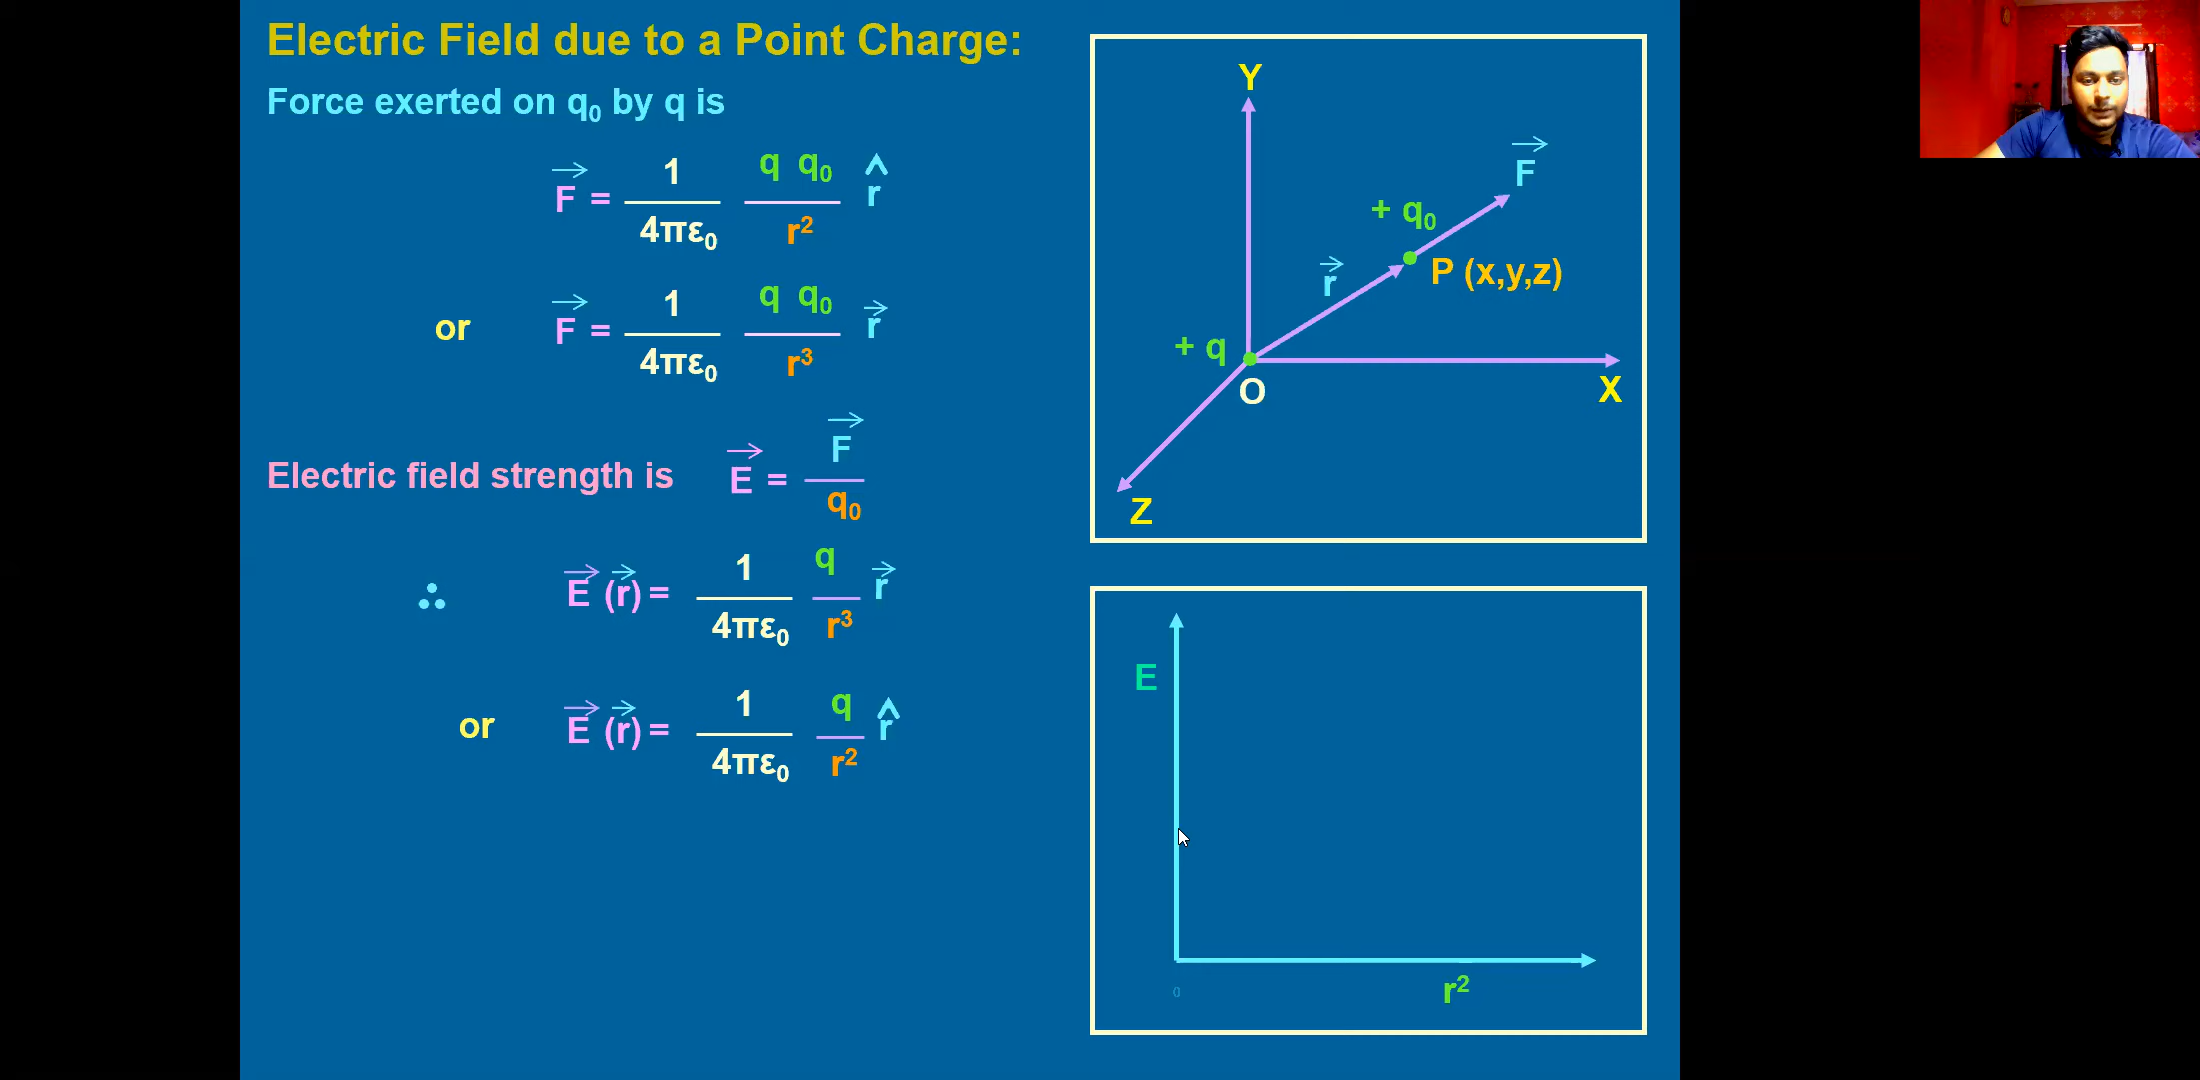 Electric Field due to a Point Charge:
Force exerted on q₀ by q is
F⃗ = 1/4πε₀ q q₀/r² r̂
or F⃗ = 1/4πε₀ q q₀/r³ r⃗
Electric field strength is E⃗ = F⃗/q₀
∴ E⃗ (r⃗) = 1/4πε₀ q/r³ r⃗
or E⃗ (r⃗) = 1/4πε₀ q/r² r̂
Y
F⃗
+ q₀
r⃗
P (x,y,z)
+ q
O
X
Z
E
0
r²